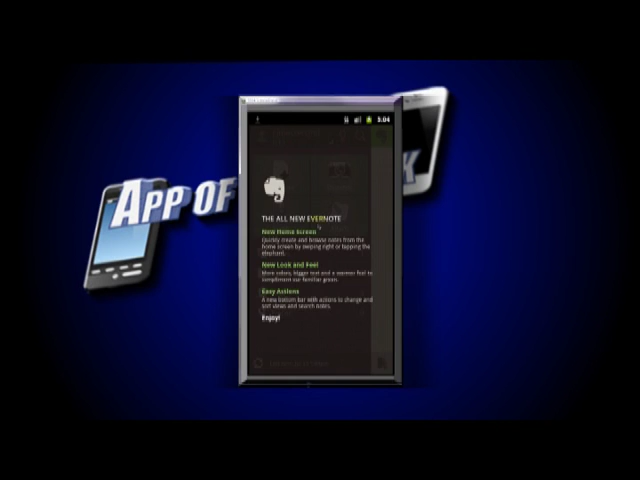 3:04
APP OF
K
THE ALL NEW EVERNOTE
New Home Screen
Quickly create and browse notes from the
home screen by swiping right or tapping the
elephant.
New Look and Feel
More colors, bigger text and a warmer feel to
compliment our familiar green.
Easy Actions
A new bottom bar with actions to change and
sort views and search notes.
Enjoy!